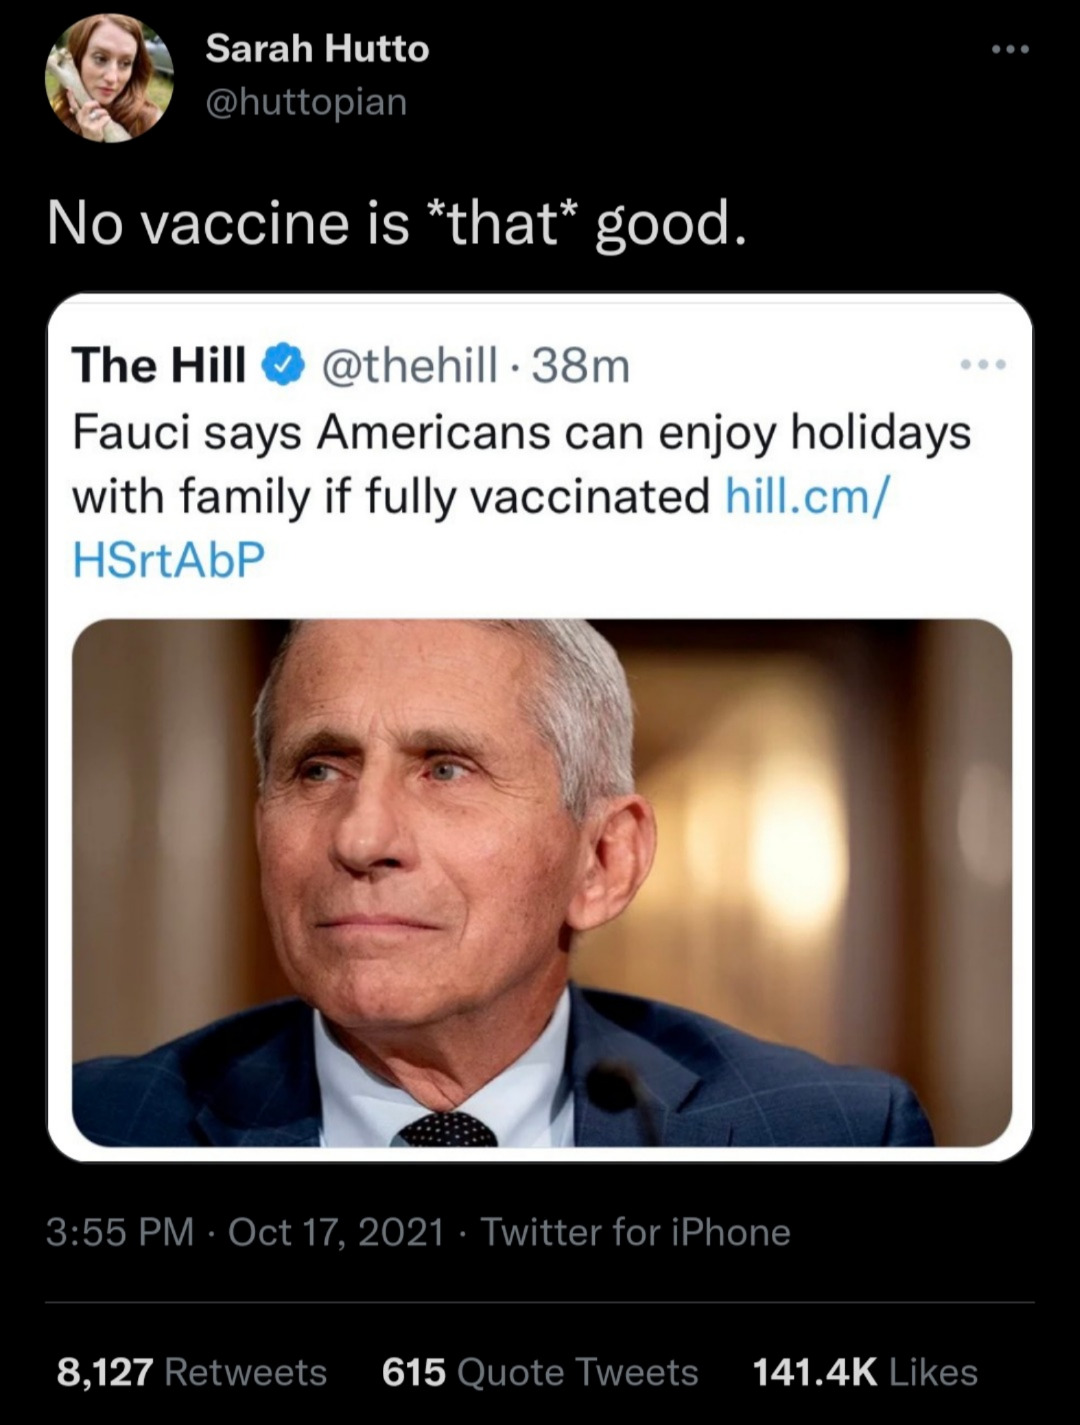 Sarah Hutto
@huttopian
No vaccine is *that* good.
The Hill @thehill · 38m
Fauci says Americans can enjoy holidays
with family if fully vaccinated hill.cm/
HSrtAbP
3:55 PM · Oct 17, 2021 · Twitter for iPhone
8,127 Retweets 615 Quote Tweets 141.4K Likes